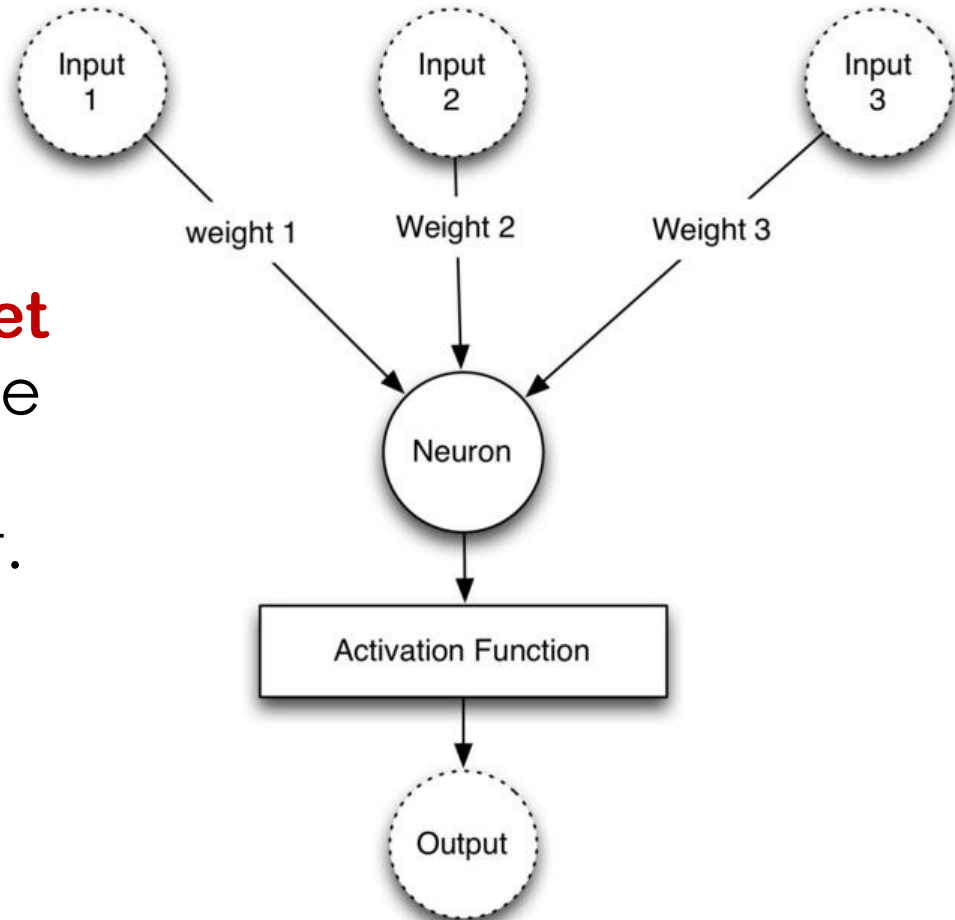 Input
1
Input
2
Input
3
weight 1
Weight 2
Weight 3
et
e
.
Neuron
Activation Function
Output